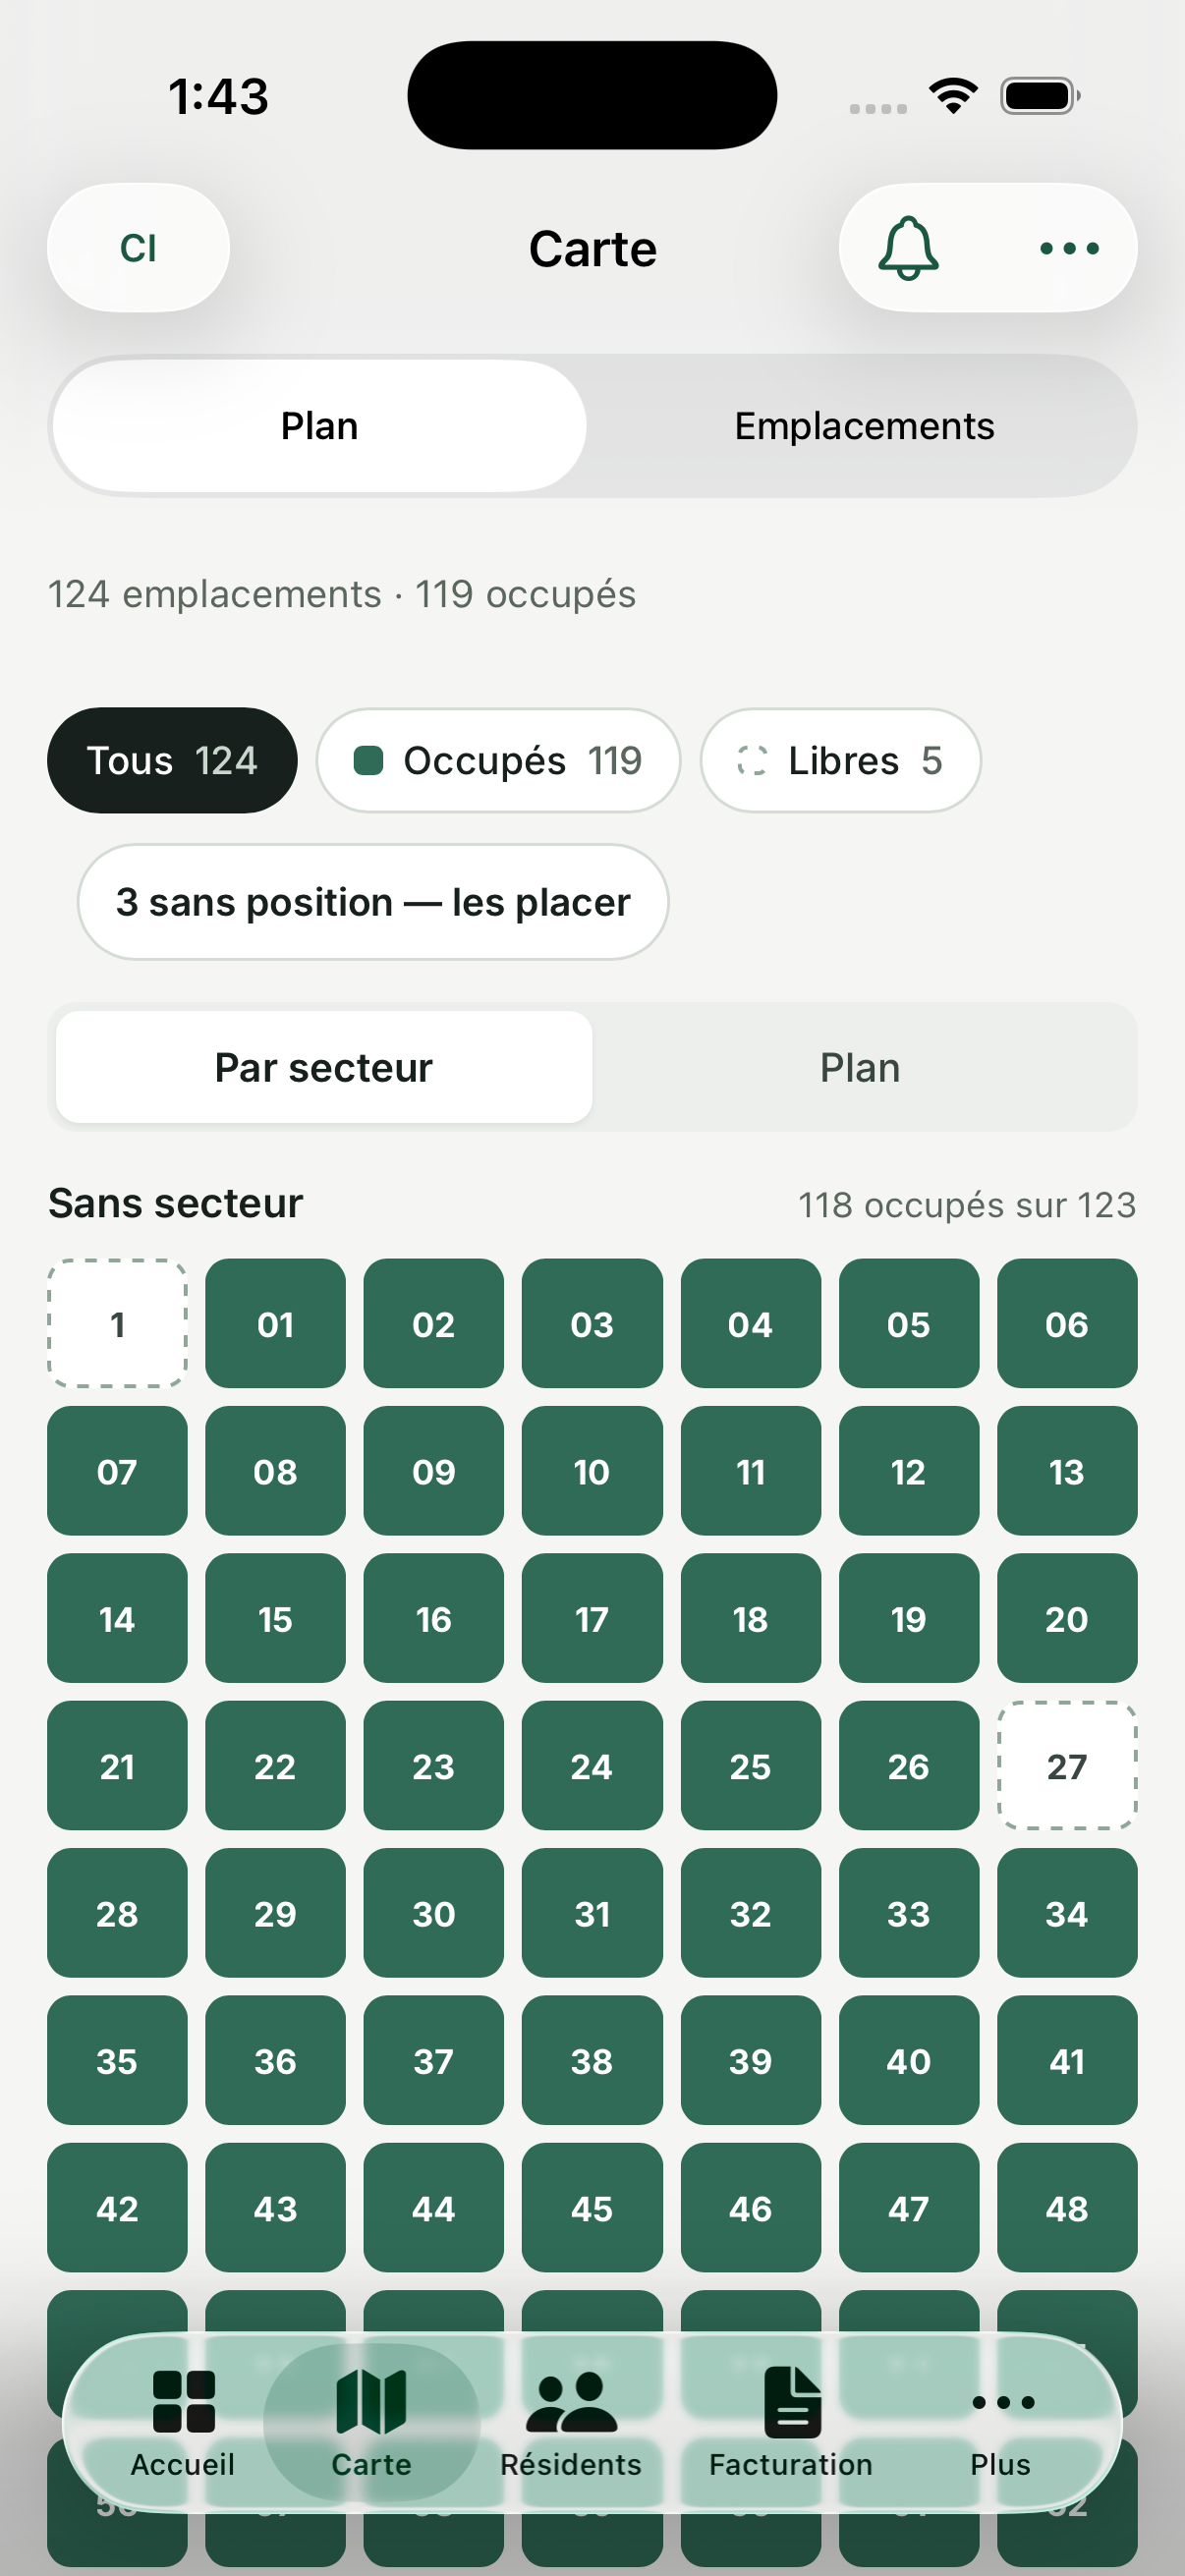 1:43
CI
Carte
Plan Emplacements
124 emplacements · 119 occupés
Tous 124 Occupés 119 Libres 5
3 sans position — les placer
Par secteur Plan
Sans secteur 118 occupés sur 123
1 01 02 03 04 05 06
07 08 09 10 11 12 13
14 15 16 17 18 19 20
21 22 23 24 25 26 27
28 29 30 31 32 33 34
35 36 37 38 39 40 41
42 43 44 45 46 47 48
Accueil Carte Résidents Facturation Plus